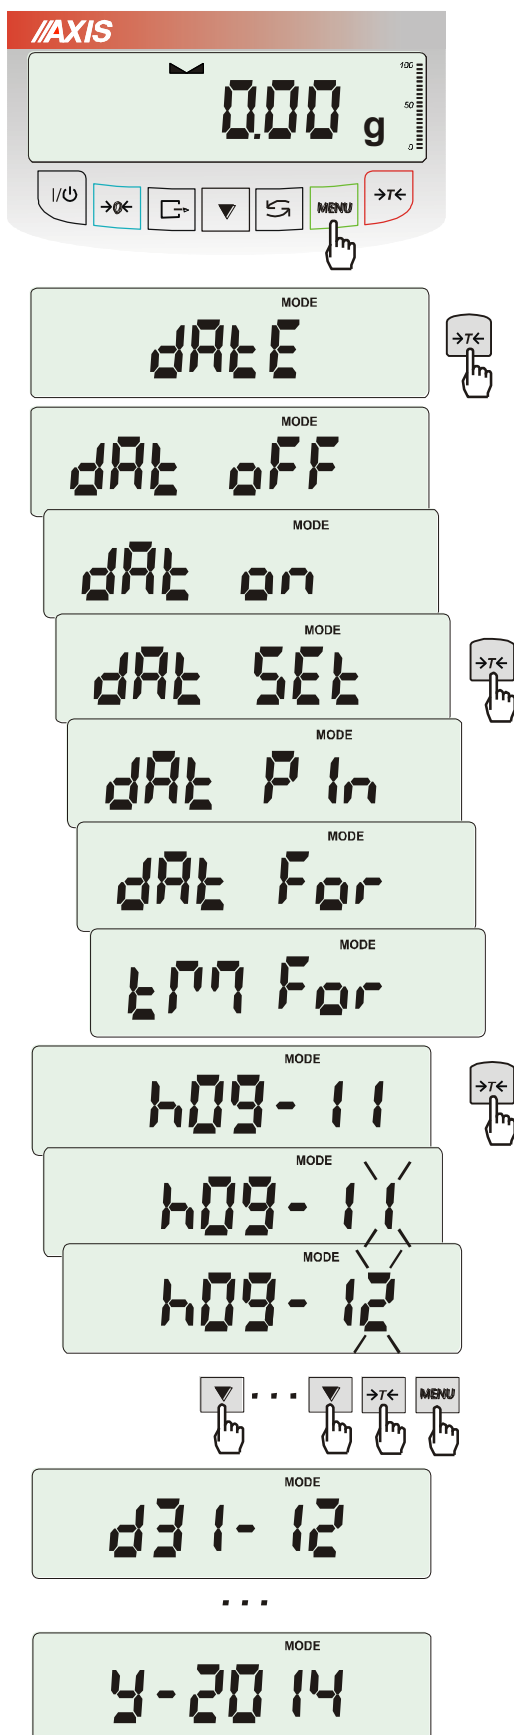 AXIS
100
0.00 g
50
0
I/ →0← MENU →T←
MODE
dAtE
→T←
MODE
dAt oFF
MODE
dAt on
MODE
dAt SEt
→T←
MODE
dAt PIn
MODE
dAt For
MODE
tMM For
MODE
h09-11
→T←
MODE
h09-11
MODE
h09-12
... →T← MENU
MODE
d31-12
...
MODE
y-2014